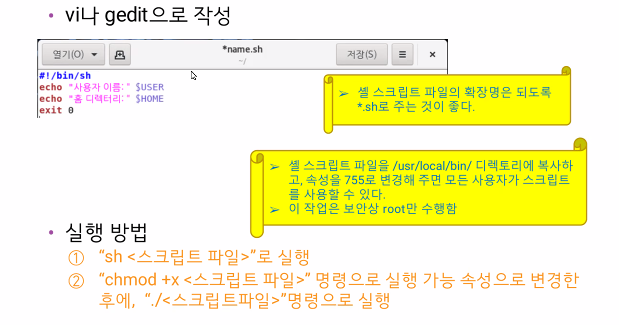 • vi나 gedit으로 작성
열기(O) ▼
*name.sh
~/
저장(S) ≡ ×
#!/bin/sh
echo "사용자 이름:" $USER
echo "홈 디렉터리:" $HOME
exit 0
➢ 셸 스크립트 파일의 확장명은 되도록
*.sh로 주는 것이 좋다.
➢ 셸 스크립트 파일을 /usr/local/bin/ 디렉토리에 복사하
고, 속성을 755로 변경해 주면 모든 사용자가 스크립트
를 사용할 수 있다.
➢ 이 작업은 보안상 root만 수행함
• 실행 방법
① “sh <스크립트 파일>“로 실행
② “chmod +x <스크립트 파일>” 명령으로 실행 가능 속성으로 변경한
후에, “./<스크립트파일>”명령으로 실행